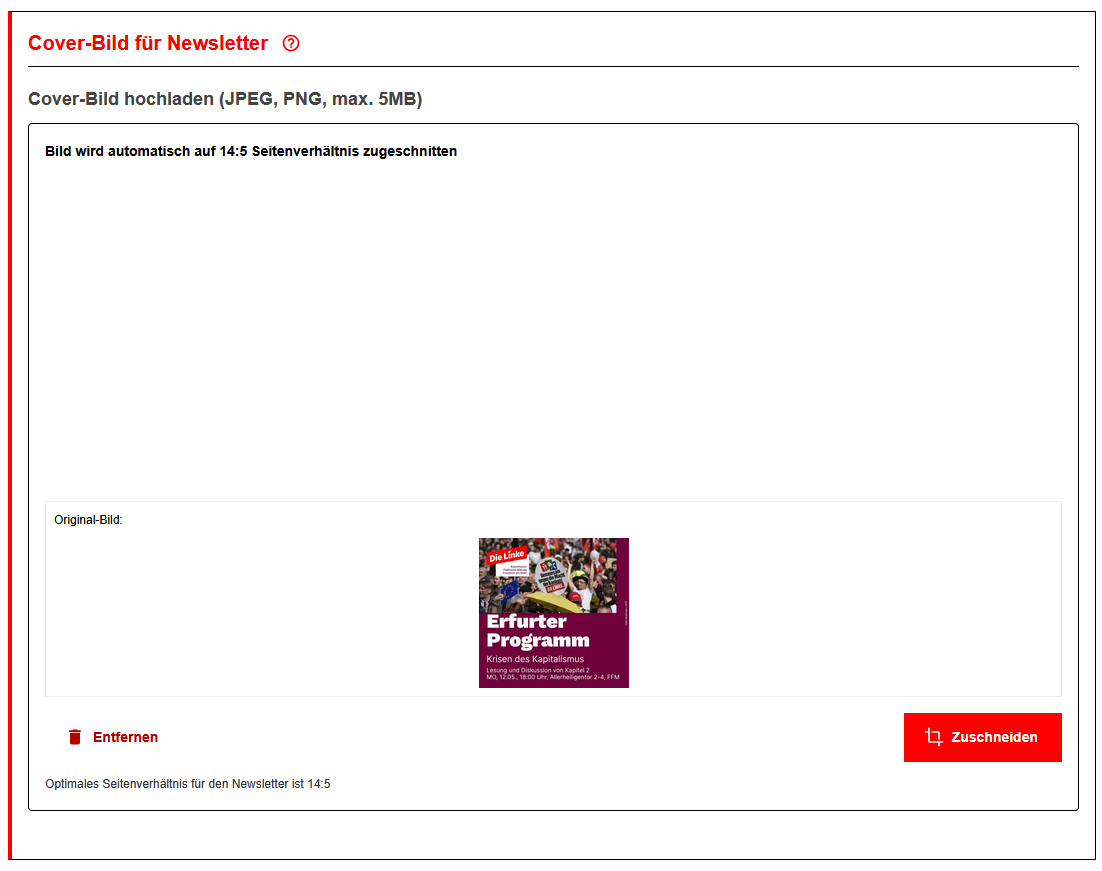 Cover-Bild für Newsletter
Cover-Bild hochladen (JPEG, PNG, max. 5MB)
Bild wird automatisch auf 14:5 Seitenverhältnis zugeschnitten
Original-Bild:
Die Linke
Erfurter
Programm
Krisen des Kapitalismus
Lesung und Diskussion von Kapitel 2
MO, 12.05., 18:00 Uhr, Allerheiligentor 2-4, FFM
Entfernen
Zuschneiden
Optimales Seitenverhältnis für den Newsletter ist 14:5